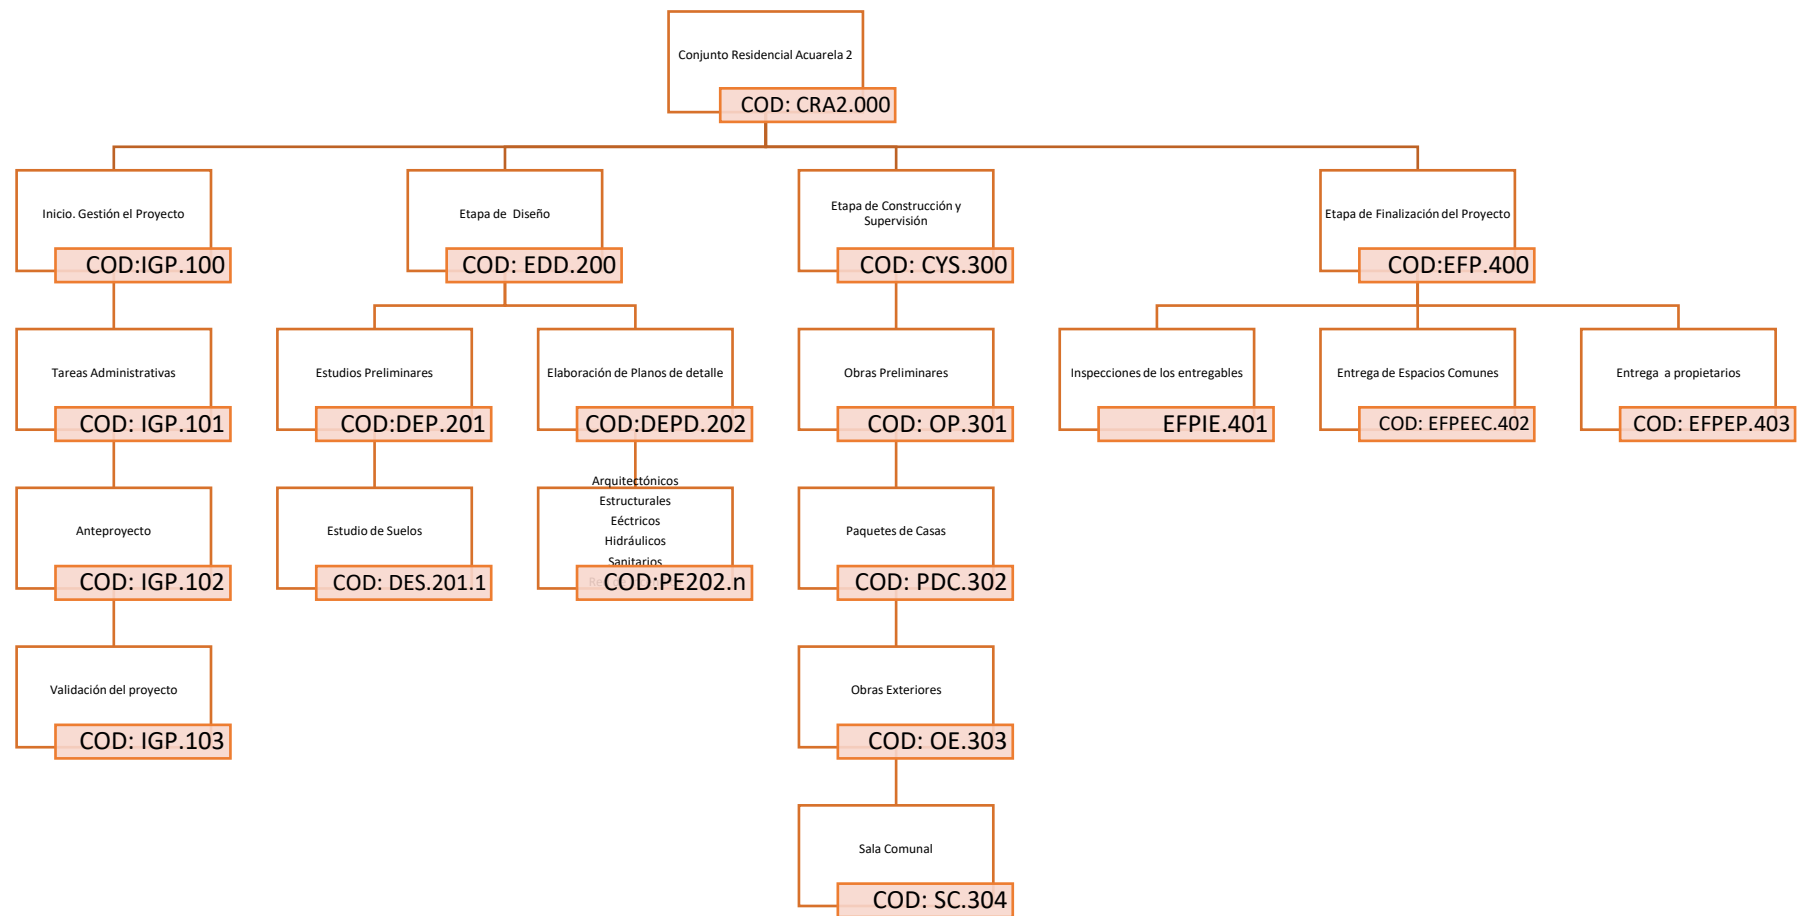 Conjunto Residencial Acuarela 2
COD: CRA2.000
Inicio. Gestión el Proyecto
COD:IGP.100
Etapa de Diseño
COD: EDD.200
Etapa de Construcción y
Supervisión
COD: CYS.300
Etapa de Finalización del Proyecto
COD:EFP.400
Tareas Administrativas
COD: IGP.101
Estudios Preliminares
COD:DEP.201
Elaboración de Planos de detalle
COD:DEPD.202
Obras Preliminares
COD: OP.301
Inspecciones de los entregables
EFPIE.401
Entrega de Espacios Comunes
COD: EFPEEC.402
Entrega a propietarios
COD: EFPEP.403
Anteproyecto
COD: IGP.102
Estudio de Suelos
COD: DES.201.1
Arquitectónicos
Estructurales
Eéctricos
Hidráulicos
Sanitarios
COD:PE202.n
Paquetes de Casas
COD: PDC.302
Validación del proyecto
COD: IGP.103
Obras Exteriores
COD: OE.303
Sala Comunal
COD: SC.304